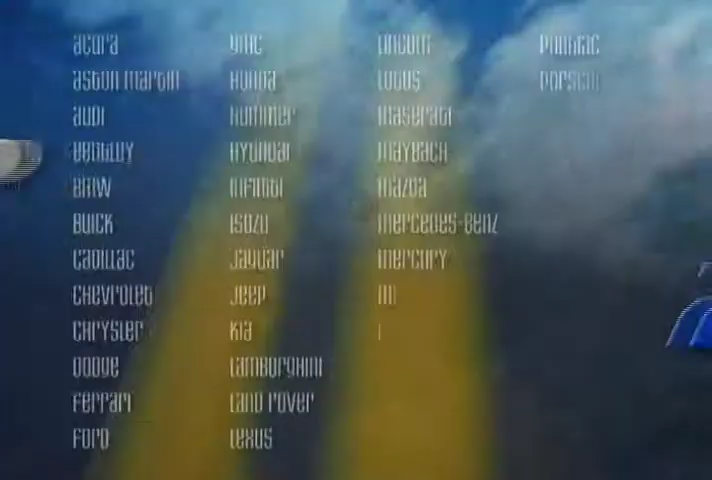 acura
aston martin
audi
bentley
bmw
buick
cadillac
chevrolet
chrysler
dodge
ferrari
ford
gmc
honda
hummer
hyundai
infiniti
isuzu
jaguar
jeep
kia
lamborghini
land rover
lexus
lincoln
lotus
maserati
mayback
mazda
mercedes-benz
mercury
pontiac
porsche